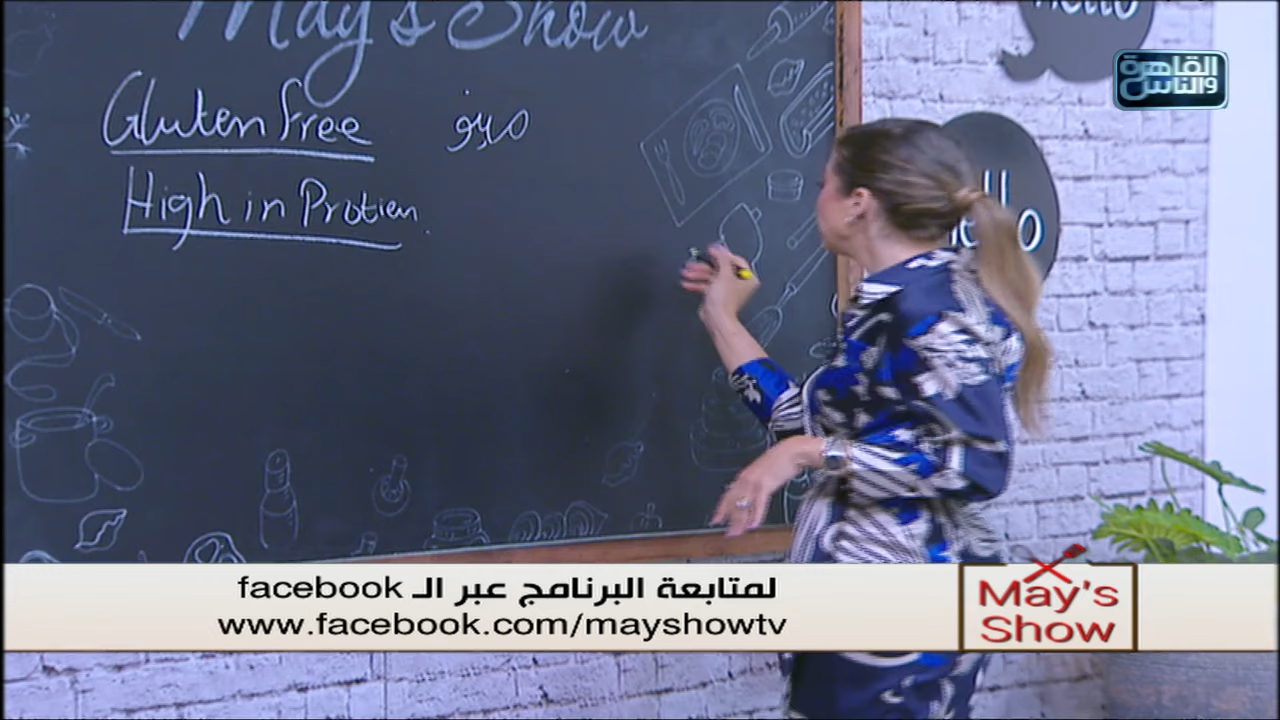 May's Show
Gluten free
High in Protien
hello
القاهرة
والناس
لمتابعة البرنامج عبر الـ facebook
www.facebook.com/mayshowtv
May's
Show